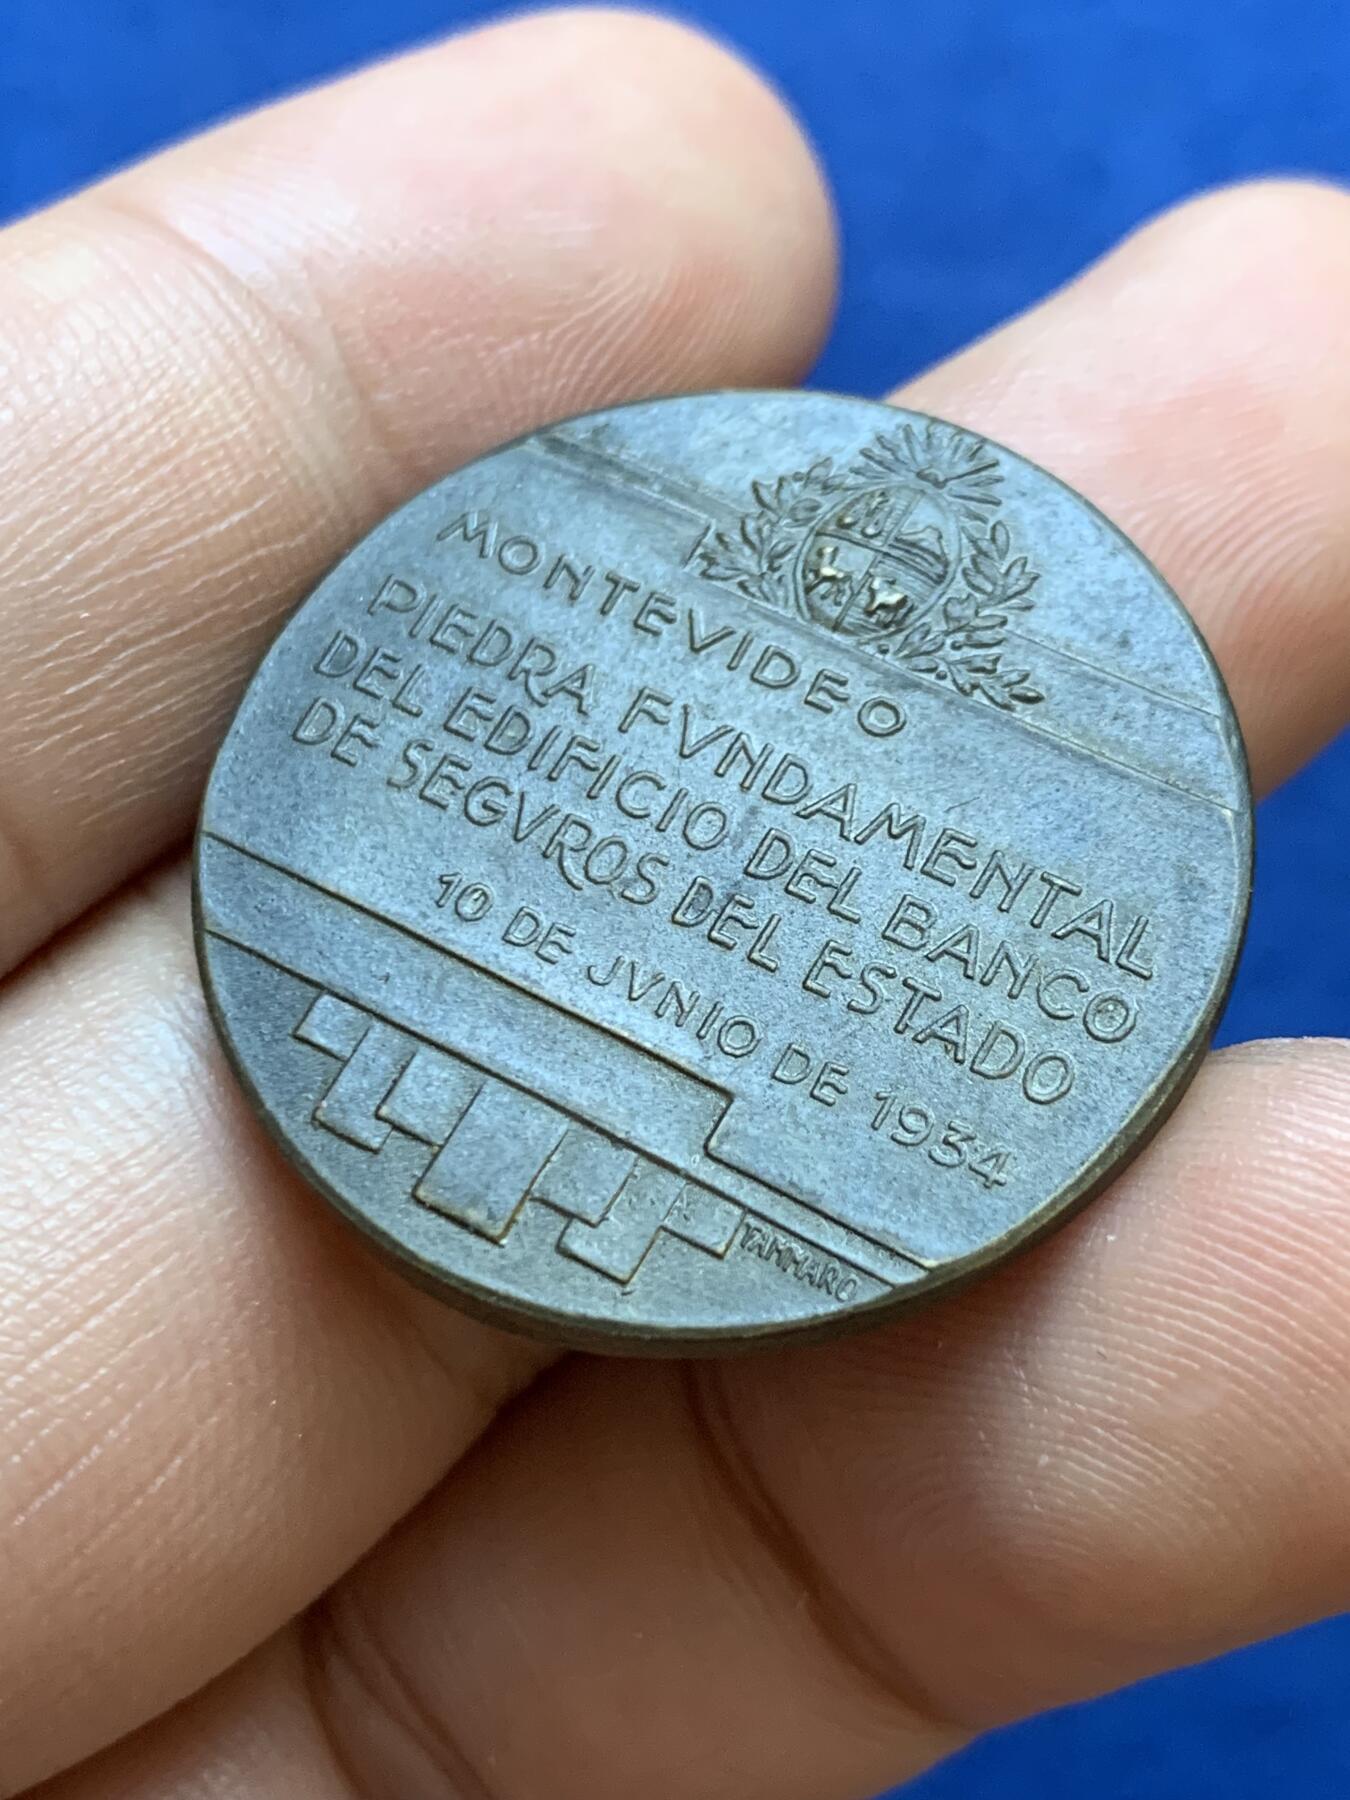 MONTEVIDEO
PIEDRA FVNDAMENTAL
DEL EDIFICIO DEL BANCO
DE SEGVROS DEL ESTADO
10 DE JVNIO DE 1934
TAMMARO